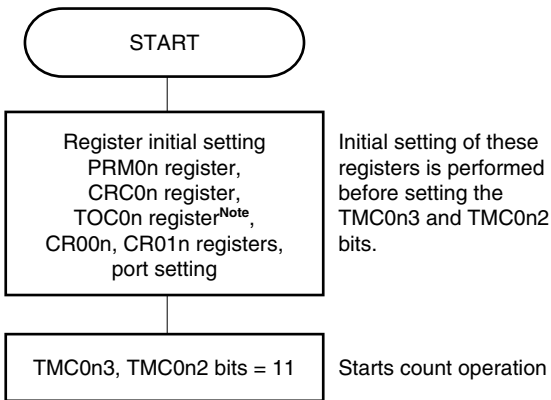 START
Register initial setting
PRM0n register,
CRC0n register,
TOC0n registerNote,
CR00n, CR01n registers,
port setting
Initial setting of these
registers is performed
before setting the
TMC0n3 and TMC0n2
bits.
TMC0n3, TMC0n2 bits = 11
Starts count operation